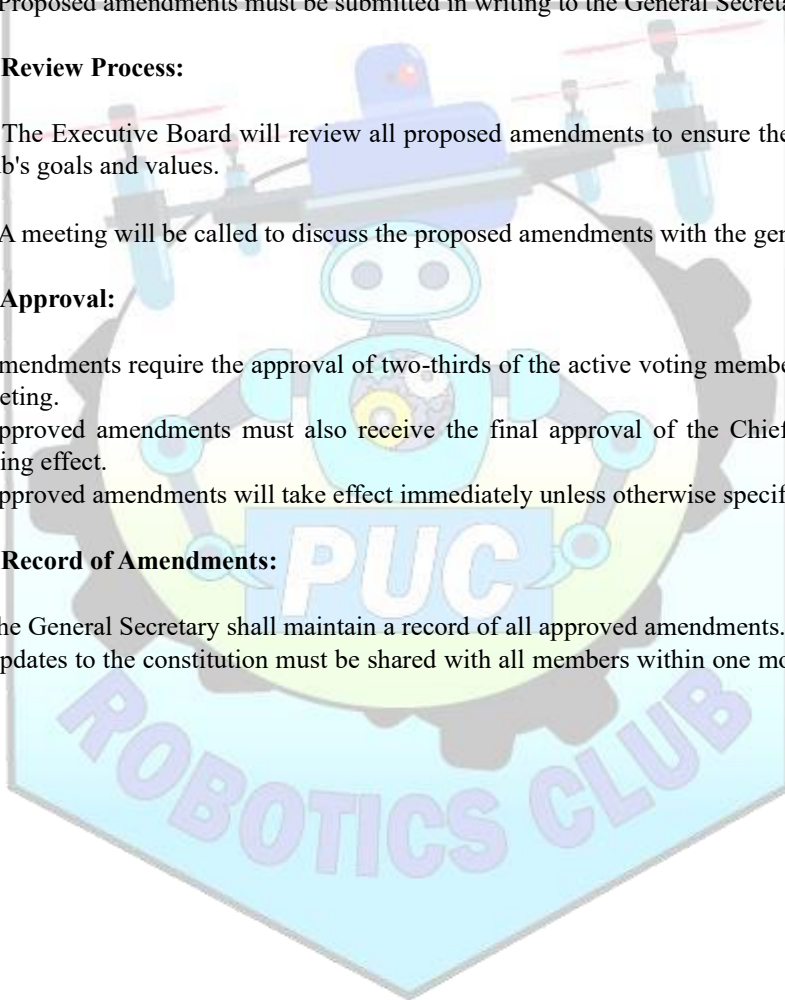 Proposed amendments must be submitted in writing to the General Secreta
Review Process:
The Executive Board will review all proposed amendments to ensure the
b's goals and values.
A meeting will be called to discuss the proposed amendments with the gen
Approval:
mendments require the approval of two-thirds of the active voting membe
eting.
pproved amendments must also receive the final approval of the Chief
ing effect.
pproved amendments will take effect immediately unless otherwise specif
Record of Amendments:
he General Secretary shall maintain a record of all approved amendments.
pdates to the constitution must be shared with all members within one mo
PUC
ROBOTICS CLUB